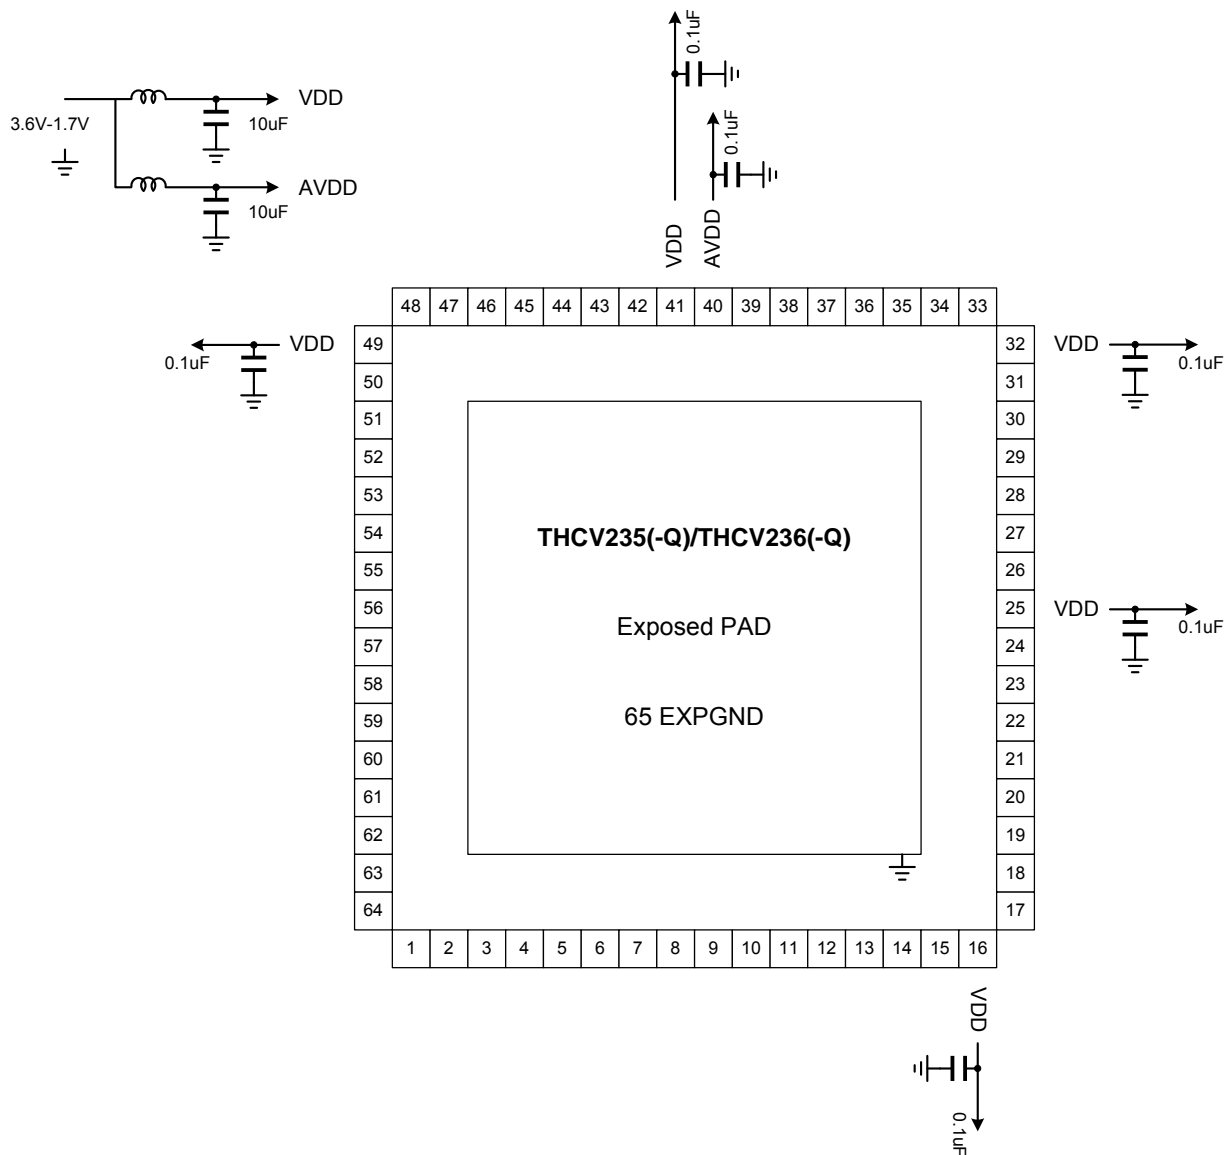 0.1uF
VDD
10uF
3.6V-1.7V
AVDD
10uF
0.1uF
VDD
AVDD
48 47 46 45 44 43 42 41 40 39 38 37 36 35 34 33
0.1uF
VDD
49
50
51
52
53
54
55
56
57
58
59
60
61
62
63
64
THCV235(-Q)/THCV236(-Q)
Exposed PAD
65 EXPGND
32
31
30
29
28
27
26
25
24
23
22
21
20
19
18
17
VDD
0.1uF
VDD
0.1uF
1 2 3 4 5 6 7 8 9 10 11 12 13 14 15 16
VDD
0.1uF